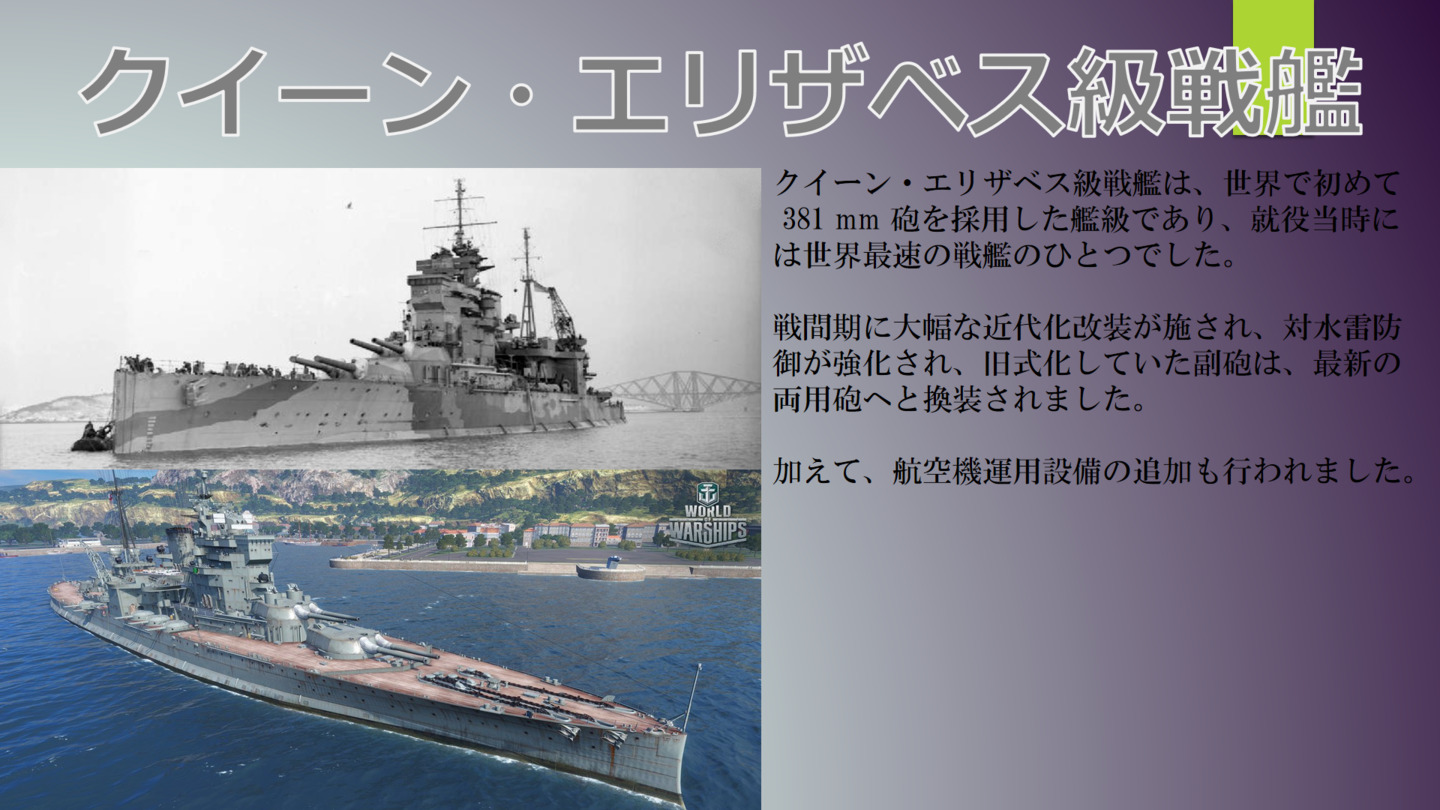 クイーン・エリザベス級戦艦
クイーン・エリザベス級戦艦は、世界で初めて
381 mm 砲を採用した艦級であり、就役当時に
は世界最速の戦艦のひとつでした。
戦間期に大幅な近代化改装が施され、対水雷防
御が強化され、旧式化していた副砲は、最新の
両用砲へと換装されました。
加えて、航空機運用設備の追加も行われました。
WORLD
OF
WARSHIPS